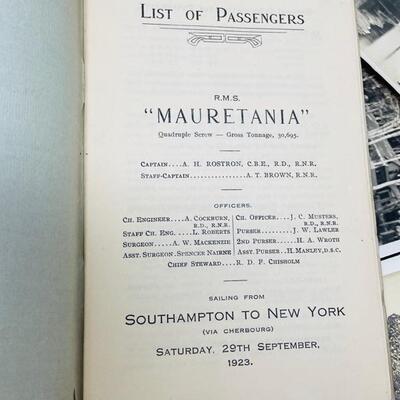 List of Passengers
R.M.S.
"MAURETANIA"
Quadruple Screw — Gross Tonnage, 30,695.
Captain....A. H. ROSTRON, C.B.E., R.D., R.N.R.
Staff-Captain................A. T. BROWN, R.N.R.
OFFICERS.
Ch. Engineer....A. Cockburn, R.D., R.N.R.
Staff Ch. Eng.....L. Roberts
Surgeon....A. W. Mackenzie
Asst. Surgeon..Spencer Nairne
Ch. Officer....J. C. Musters, R.D., R.N.R.
Purser........J. W. Lawler
2nd Purser......H. A. Wroth
Asst. Purser..H. Manley, D.S.C.
Chief Steward....R. D. F. Chisholm
SAILING FROM
Southampton to New York
(VIA CHERBOURG)
Saturday, 29th September,
1923.